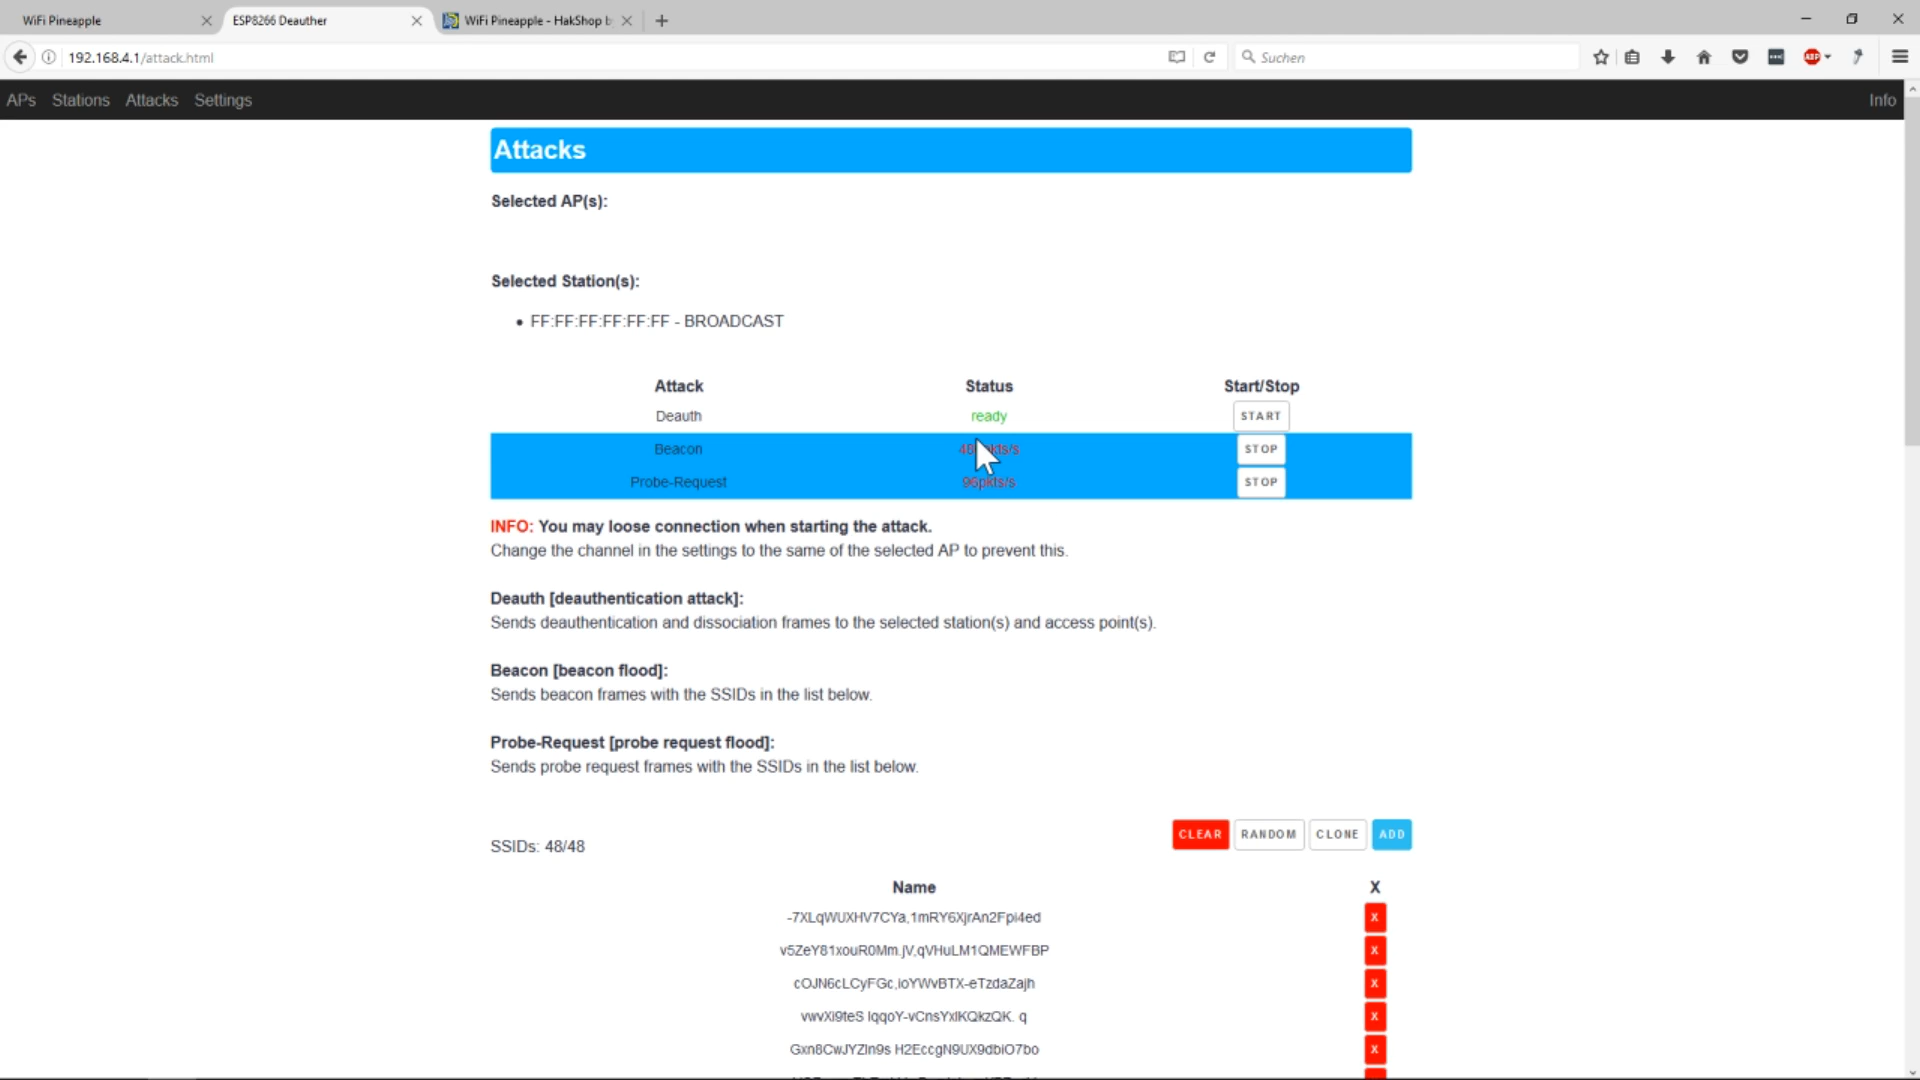 WiFi Pineapple
ESP8266 Deauther
WiFi Pineapple - HakShop b
192.168.4.1/attack.html
Suchen
ABP
APs Stations Attacks Settings Info
Attacks
Selected AP(s):
Selected Station(s):
• FF:FF:FF:FF:FF:FF - BROADCAST
Attack Status Start/Stop
Deauth ready START
Beacon STOP
Probe-Request 96pkts/s STOP
INFO: You may loose connection when starting the attack.
Change the channel in the settings to the same of the selected AP to prevent this.
Deauth [deauthentication attack]:
Sends deauthentication and dissociation frames to the selected station(s) and access point(s).
Beacon [beacon flood]:
Sends beacon frames with the SSIDs in the list below.
Probe-Request [probe request flood]:
Sends probe request frames with the SSIDs in the list below.
CLEAR RANDOM CLONE ADD
SSIDs: 48/48
Name X
-7XLqWUXHV7CYa,1mRY6XjrAn2Fpi4ed X
v5ZeY81xouR0Mm.jV,qVHuLM1QMEWFBP X
cOJN6cLCyFGc,ioYWvBTX-eTzdaZajh X
vwvXi9teS lqqoY-vCnsYxlKQkzQK. q X
Gxn8CwJYZln9s H2EccgN9UX9dbiO7bo X